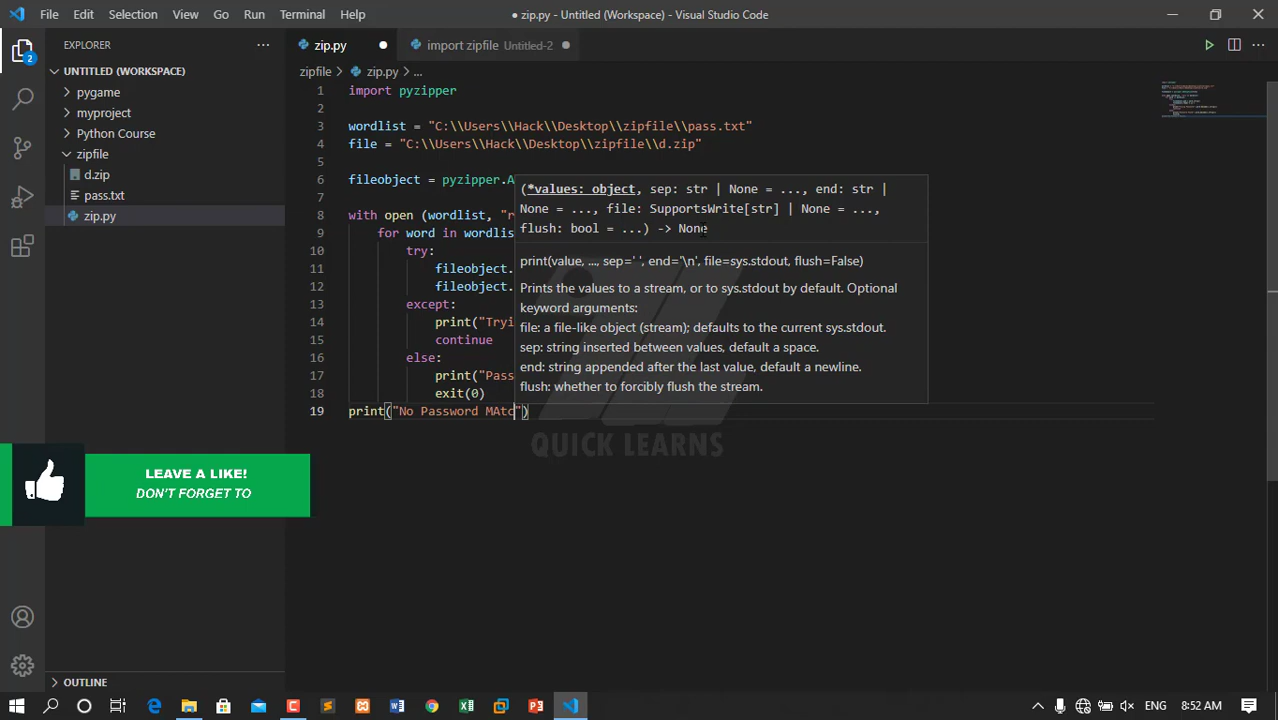 File Edit Selection View Go Run Terminal Help
● zip.py - Untitled (Workspace) - Visual Studio Code
EXPLORER
2
UNTITLED (WORKSPACE)
pygame
myproject
Python Course
zipfile
d.zip
pass.txt
zip.py
OUTLINE
zip.py
import zipfile Untitled-2
zipfile > zip.py > ...
1 import pyzipper
2
3 wordlist = "C:\\Users\\Hack\\Desktop\\zipfile\\pass.txt"
4 file = "C:\\Users\\Hack\\Desktop\\zipfile\\d.zip"
5
6 fileobject = pyzipper.A
7
8 with open (wordlist, "r
9 for word in wordlis
10 try:
11 fileobject.
12 fileobject.
13 except:
14 print("Tryi
15 continue
16 else:
17 print("Pass
18 exit(0)
19 print("No Password MAtc")
(*values: object, sep: str | None = ..., end: str |
None = ..., file: SupportsWrite[str] | None = ...,
flush: bool = ...) -> None
print(value, ..., sep=' ', end='\n', file=sys.stdout, flush=False)
Prints the values to a stream, or to sys.stdout by default. Optional
keyword arguments:
file: a file-like object (stream); defaults to the current sys.stdout.
sep: string inserted between values, default a space.
end: string appended after the last value, default a newline.
flush: whether to forcibly flush the stream.
QUICK LEARNS
LEAVE A LIKE!
DON'T FORGET TO
ENG 8:52 AM